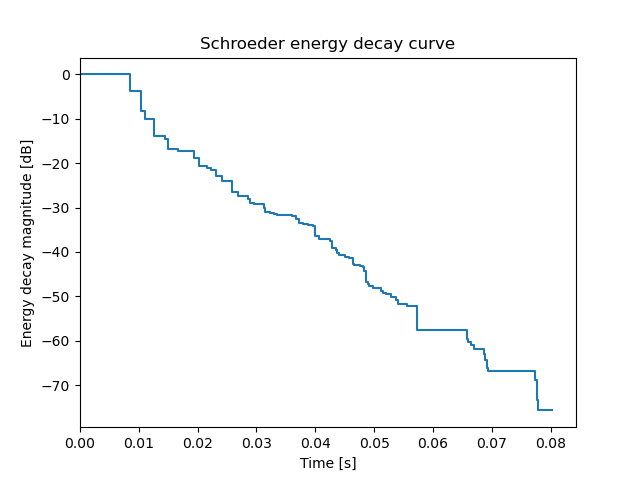 Schroeder energy decay curve
Energy decay magnitude [dB]
0
−10
−20
−30
−40
−50
−60
−70
0.00 0.01 0.02 0.03 0.04 0.05 0.06 0.07 0.08
Time [s]